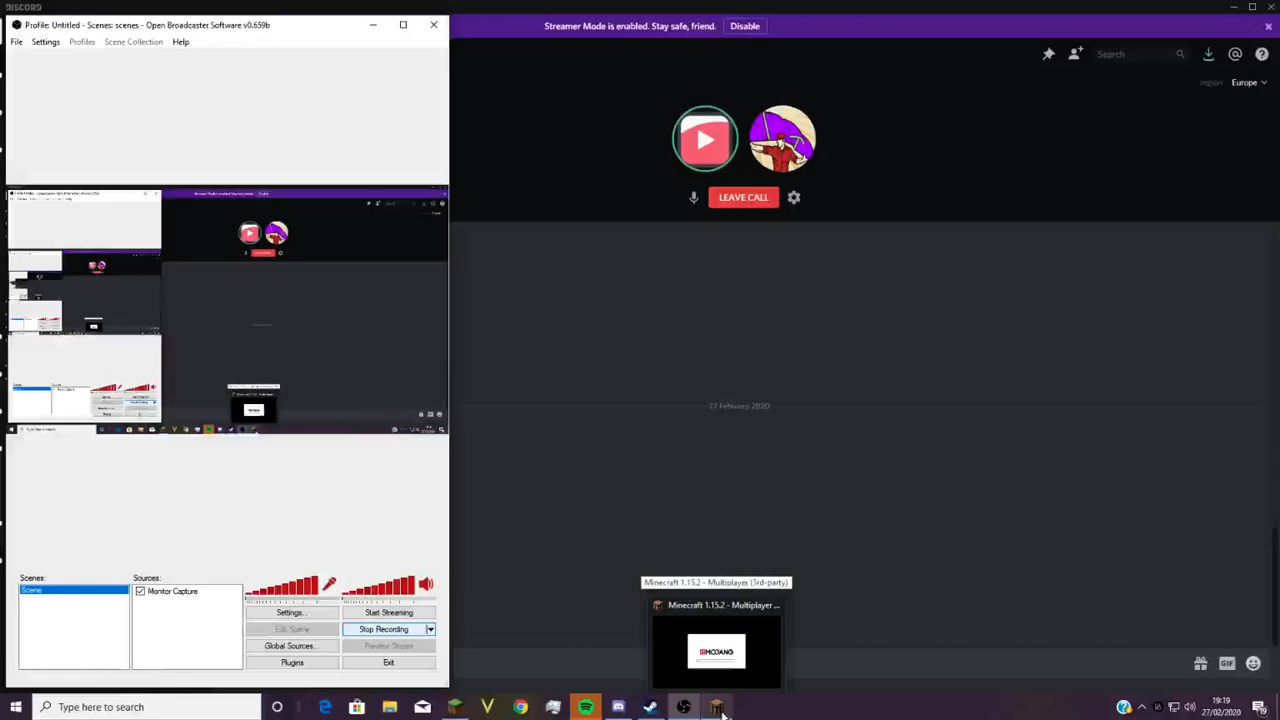 DISCORD
Profile: Untitled - Scenes: scenes - Open Broadcaster Software v0.659b
File Settings Profiles Scene Collection Help
Streamer Mode is enabled. Stay safe, friend. Disable
Search
region Europe
LEAVE CALL
27 February 2020
Scenes:
Scene
Sources:
Monitor Capture
Settings...
Start Streaming
Edit Scene
Stop Recording
Global Sources...
Preview Stream
Plugins
Exit
Minecraft 1.15.2 - Multiplayer (3rd-party)
Minecraft 1.15.2 - Multiplayer ...
MOJANG
GIF
Type here to search
19:19
27/02/2020